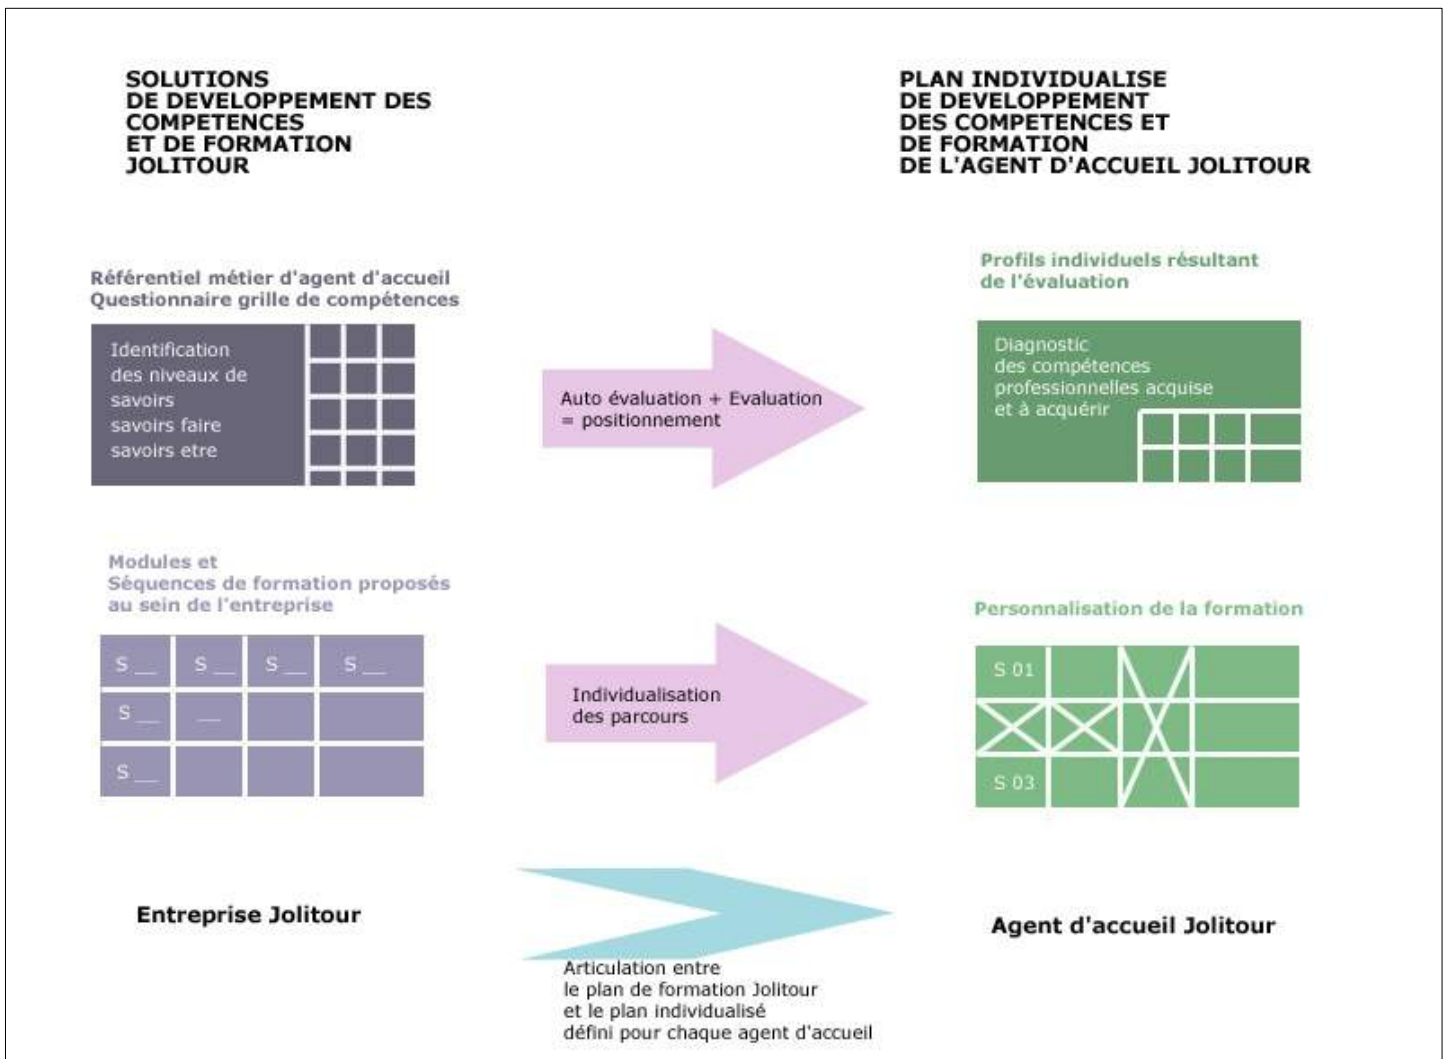 SOLUTIONS
DE DEVELOPPEMENT DES
COMPETENCES
ET DE FORMATION
JOLITOUR
PLAN INDIVIDUALISE
DE DEVELOPPEMENT
DES COMPETENCES ET
DE FORMATION
DE L'AGENT D'ACCUEIL JOLITOUR
Référentiel métier d'agent d'accueil
Questionnaire grille de compétences
Identification
des niveaux de
savoirs
savoirs faire
savoirs etre
Auto évaluation + Evaluation
= positionnement
Profils individuels résultant
de l'évaluation
Diagnostic
des compétences
professionnelles acquise
et à acquérir
Modules et
Séquences de formation proposés
au sein de l'entreprise
S __ S __ S __ S __
S __ __
S __
Individualisation
des parcours
Personnalisation de la formation
S 01
S 03
Entreprise Jolitour
Agent d'accueil Jolitour
Articulation entre
le plan de formation Jolitour
et le plan individualisé
défini pour chaque agent d'accueil